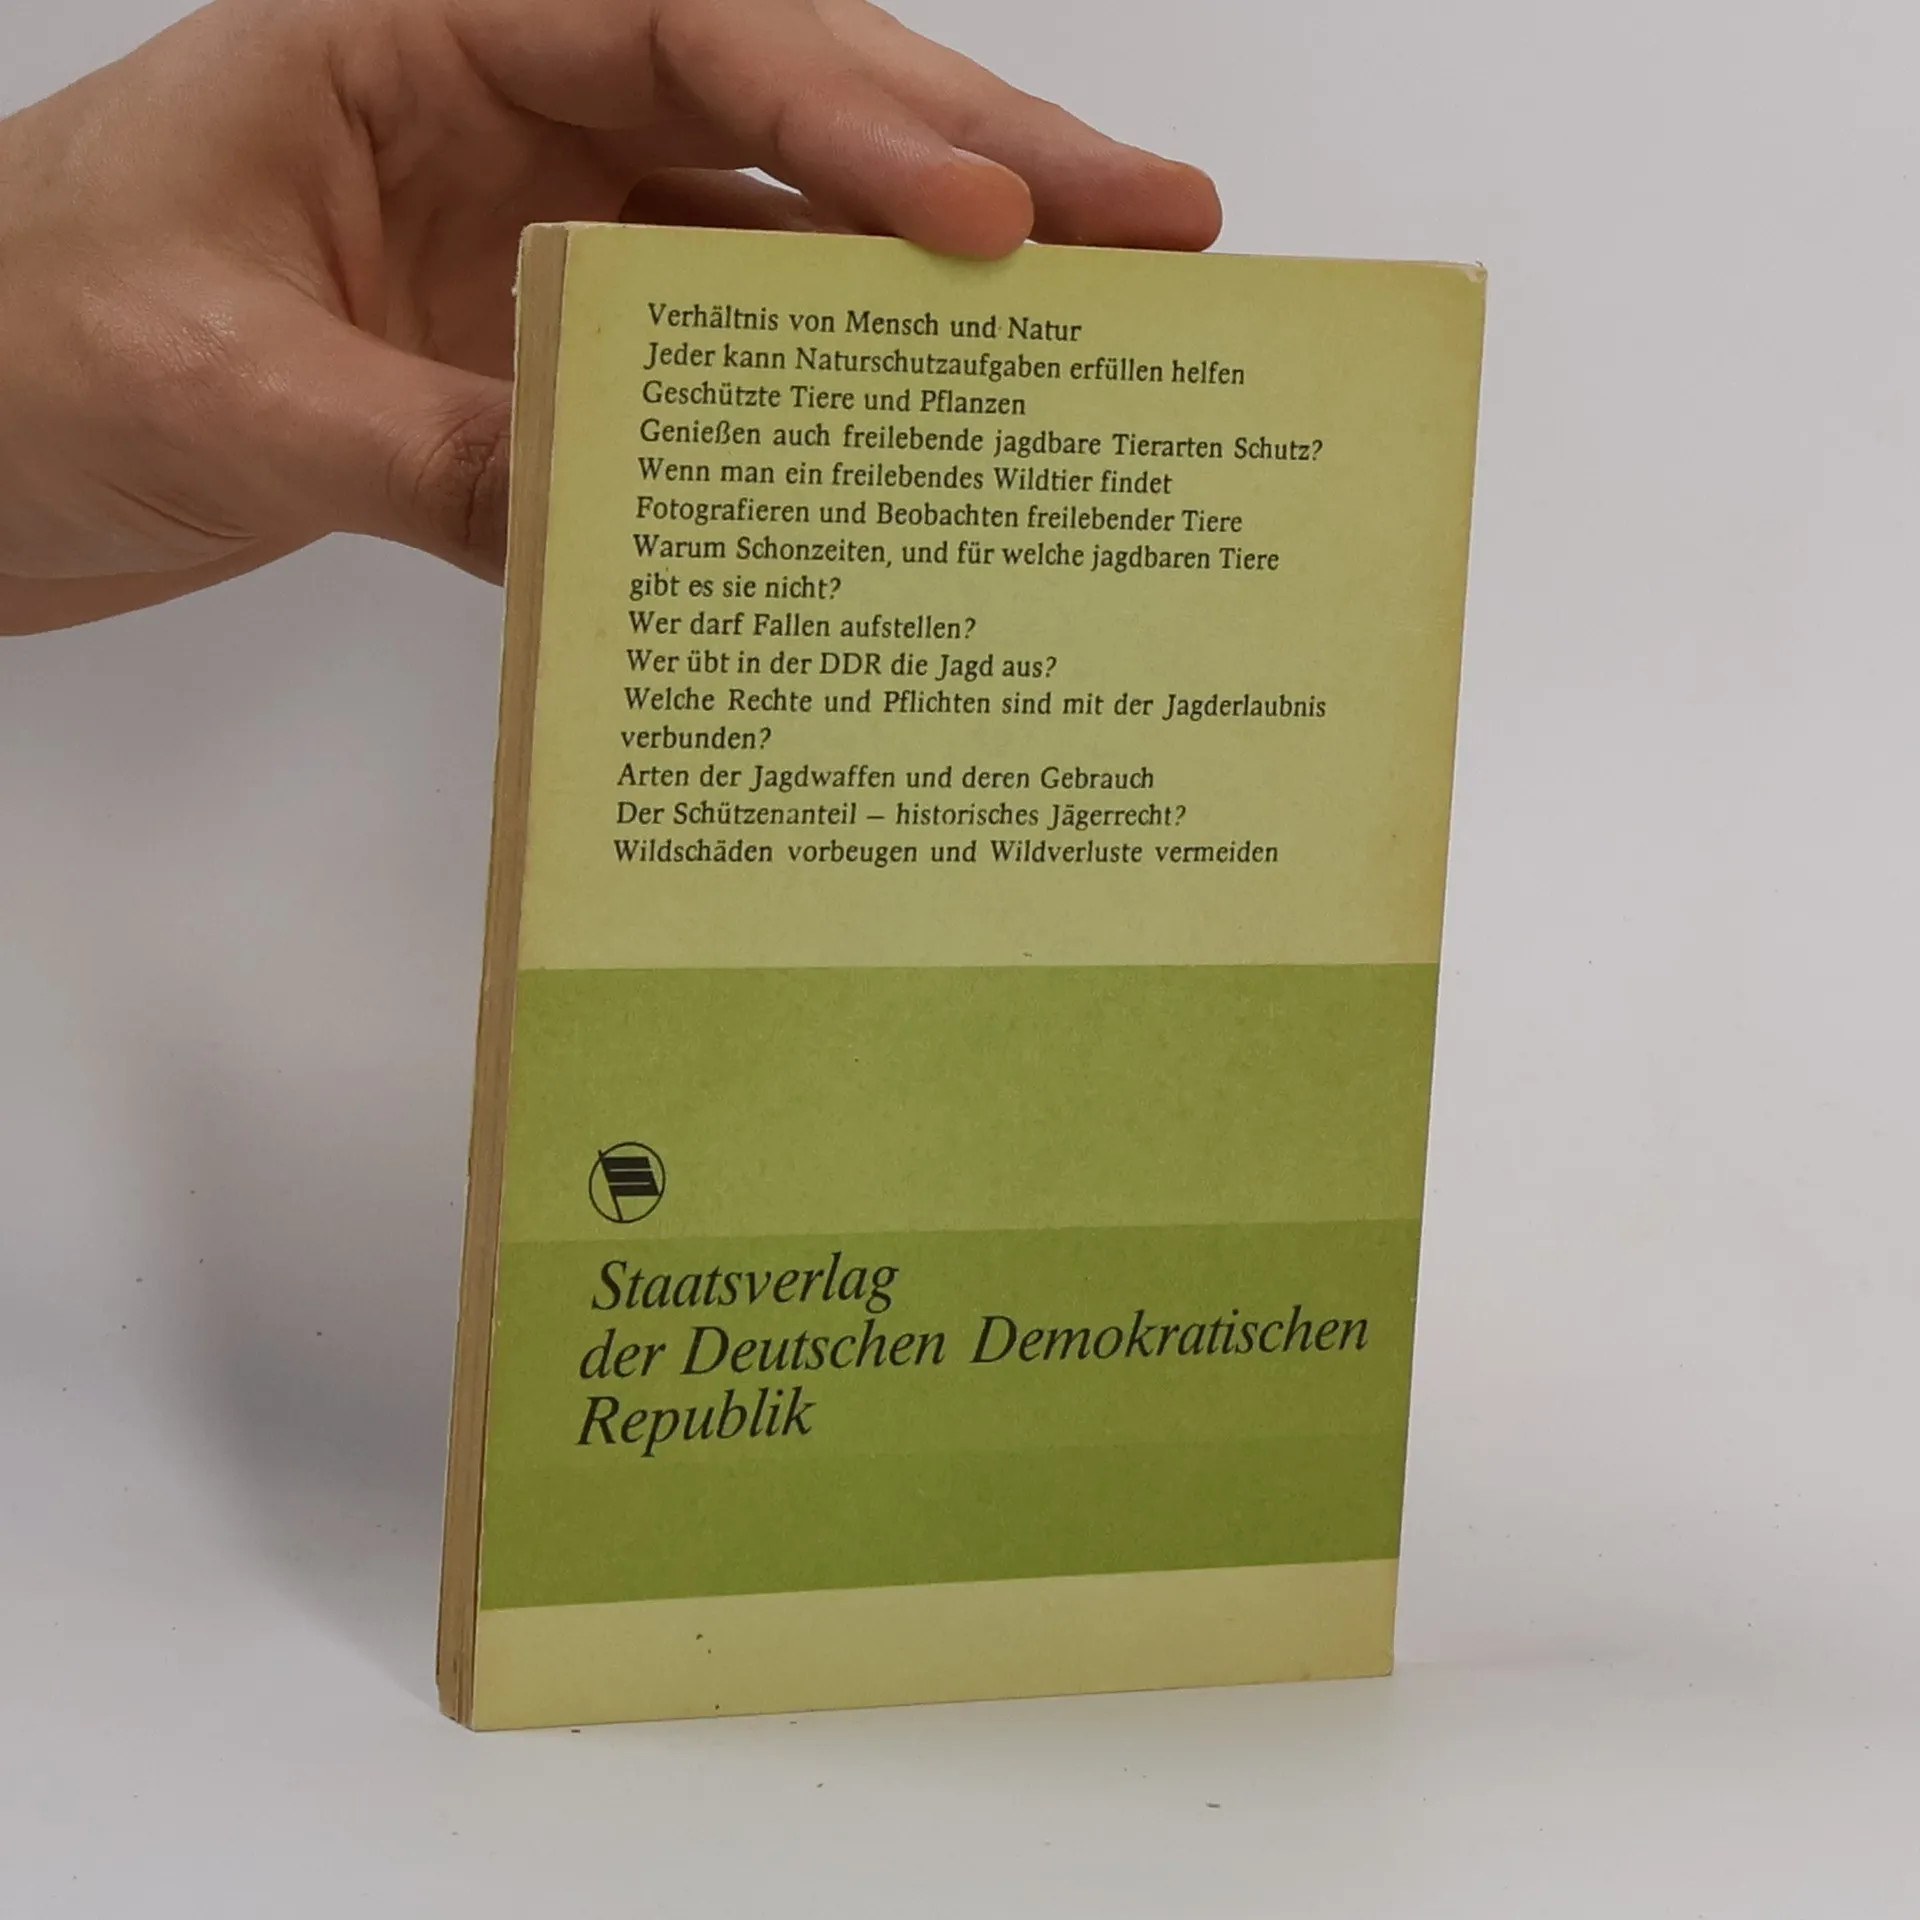 Verhältnis von Mensch und Natur
Jeder kann Naturschutzaufgaben erfüllen helfen
Geschützte Tiere und Pflanzen
Genießen auch freilebende jagdbare Tierarten Schutz?
Wenn man ein freilebendes Wildtier findet
Fotografieren und Beobachten freilebender Tiere
Warum Schonzeiten, und für welche jagdbaren Tiere
gibt es sie nicht?
Wer darf Fallen aufstellen?
Wer übt in der DDR die Jagd aus?
Welche Rechte und Pflichten sind mit der Jagderlaubnis
verbunden?
Arten der Jagdwaffen und deren Gebrauch
Der Schützenanteil – historisches Jägerrecht?
Wildschäden vorbeugen und Wildverluste vermeiden
Staatsverlag
der Deutschen Demokratischen
Republik